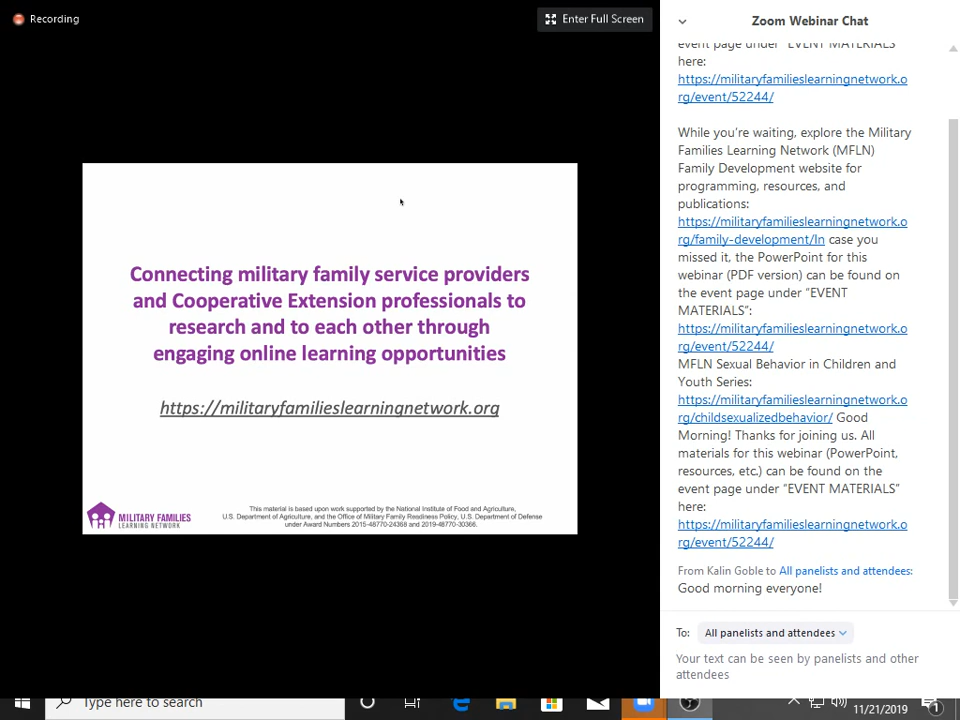 Recording
Enter Full Screen
Connecting military family service providers
and Cooperative Extension professionals to
research and to each other through
engaging online learning opportunities
https://militaryfamilieslearningnetwork.org
MILITARY FAMILIES
LEARNING NETWORK
This material is based upon work supported by the National Institute of Food and Agriculture,
U.S. Department of Agriculture, and the Office of Military Family Readiness Policy, U.S. Department of Defense
under Award Numbers 2015-48770-24368 and 2019-48770-30366.
Zoom Webinar Chat
event page under “EVENT MATERIALS”
here:
https://militaryfamilieslearningnetwork.o
rg/event/52244/
While you’re waiting, explore the Military
Families Learning Network (MFLN)
Family Development website for
programming, resources, and
publications:
https://militaryfamilieslearningnetwork.o
rg/family-development/In case you
missed it, the PowerPoint for this
webinar (PDF version) can be found on
the event page under “EVENT
MATERIALS”:
https://militaryfamilieslearningnetwork.o
rg/event/52244/
MFLN Sexual Behavior in Children and
Youth Series:
https://militaryfamilieslearningnetwork.o
rg/childsexualizedbehavior/ Good
Morning! Thanks for joining us. All
materials for this webinar (PowerPoint,
resources, etc.) can be found on the
event page under “EVENT MATERIALS”
here:
https://militaryfamilieslearningnetwork.o
rg/event/52244/
From Kalin Goble to All panelists and attendees:
Good morning everyone!
To: All panelists and attendees
Your text can be seen by panelists and other
attendees
Type here to search
11/21/2019
1